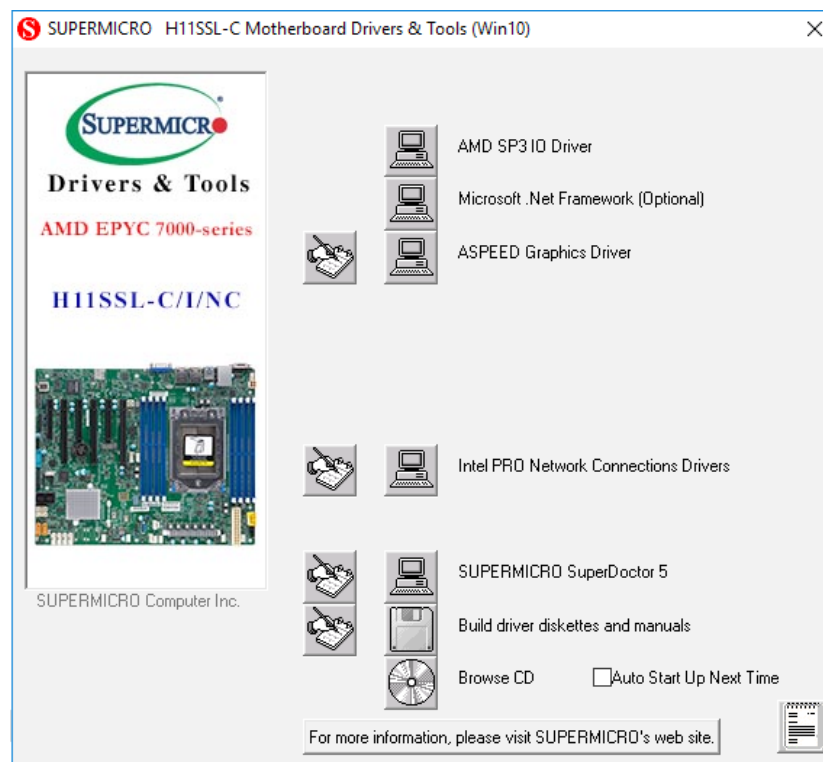 SUPERMICRO H11SSL-C Motherboard Drivers & Tools (Win10)
SUPERMICRO
Drivers & Tools
AMD EPYC 7000-series
H11SSL-C/I/NC
SUPERMICRO Computer Inc.
AMD SP3 IO Driver
Microsoft .Net Framework (Optional)
ASPEED Graphics Driver
Intel PRO Network Connections Drivers
SUPERMICRO SuperDoctor 5
Build driver diskettes and manuals
Browse CD
Auto Start Up Next Time
For more information, please visit SUPERMICRO's web site.